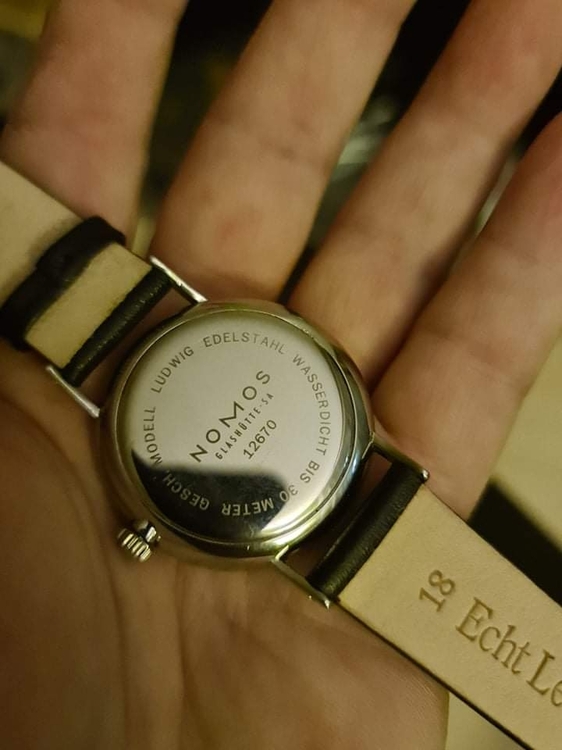 MODELL LUDWIG EDELSTAHL WASSERDICHT BIS 30 METER GESCH.
NOMOS
GLASHÜTTE-SA
12670
18 Echt Le